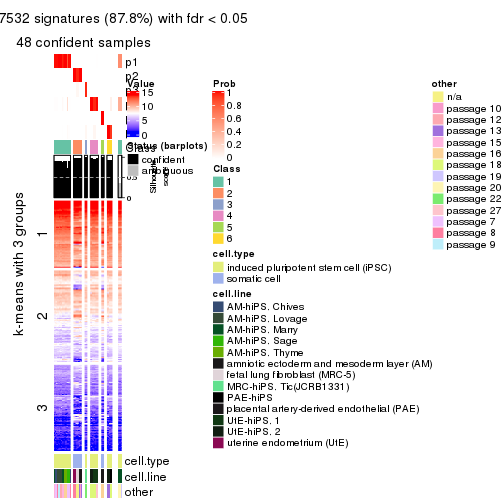 7532 signatures (87.8%) with fdr < 0.05
48 confident samples
p1
p2
Value
15
10
5
0
Class
Status (barplots)
confident
ambiguous
0
Silhouette
score
k-means with 3 groups
1
2
3
cell.type
cell.line
other
Prob
1
0.8
0.6
0.4
0.2
0
Class
1
2
3
4
5
6
cell.type
induced pluripotent stem cell (iPSC)
somatic cell
cell.line
AM-hiPS. Chives
AM-hiPS. Lovage
AM-hiPS. Marry
AM-hiPS. Sage
AM-hiPS. Thyme
amniotic ectoderm and mesoderm layer (AM)
fetal lung fibroblast (MRC-5)
MRC-hiPS. Tic(JCRB1331)
PAE-hiPS
placental artery-derived endothelial (PAE)
UtE-hiPS. 1
UtE-hiPS. 2
uterine endometrium (UtE)
other
n/a
passage 10
passage 12
passage 13
passage 15
passage 16
passage 18
passage 19
passage 20
passage 22
passage 27
passage 7
passage 8
passage 9